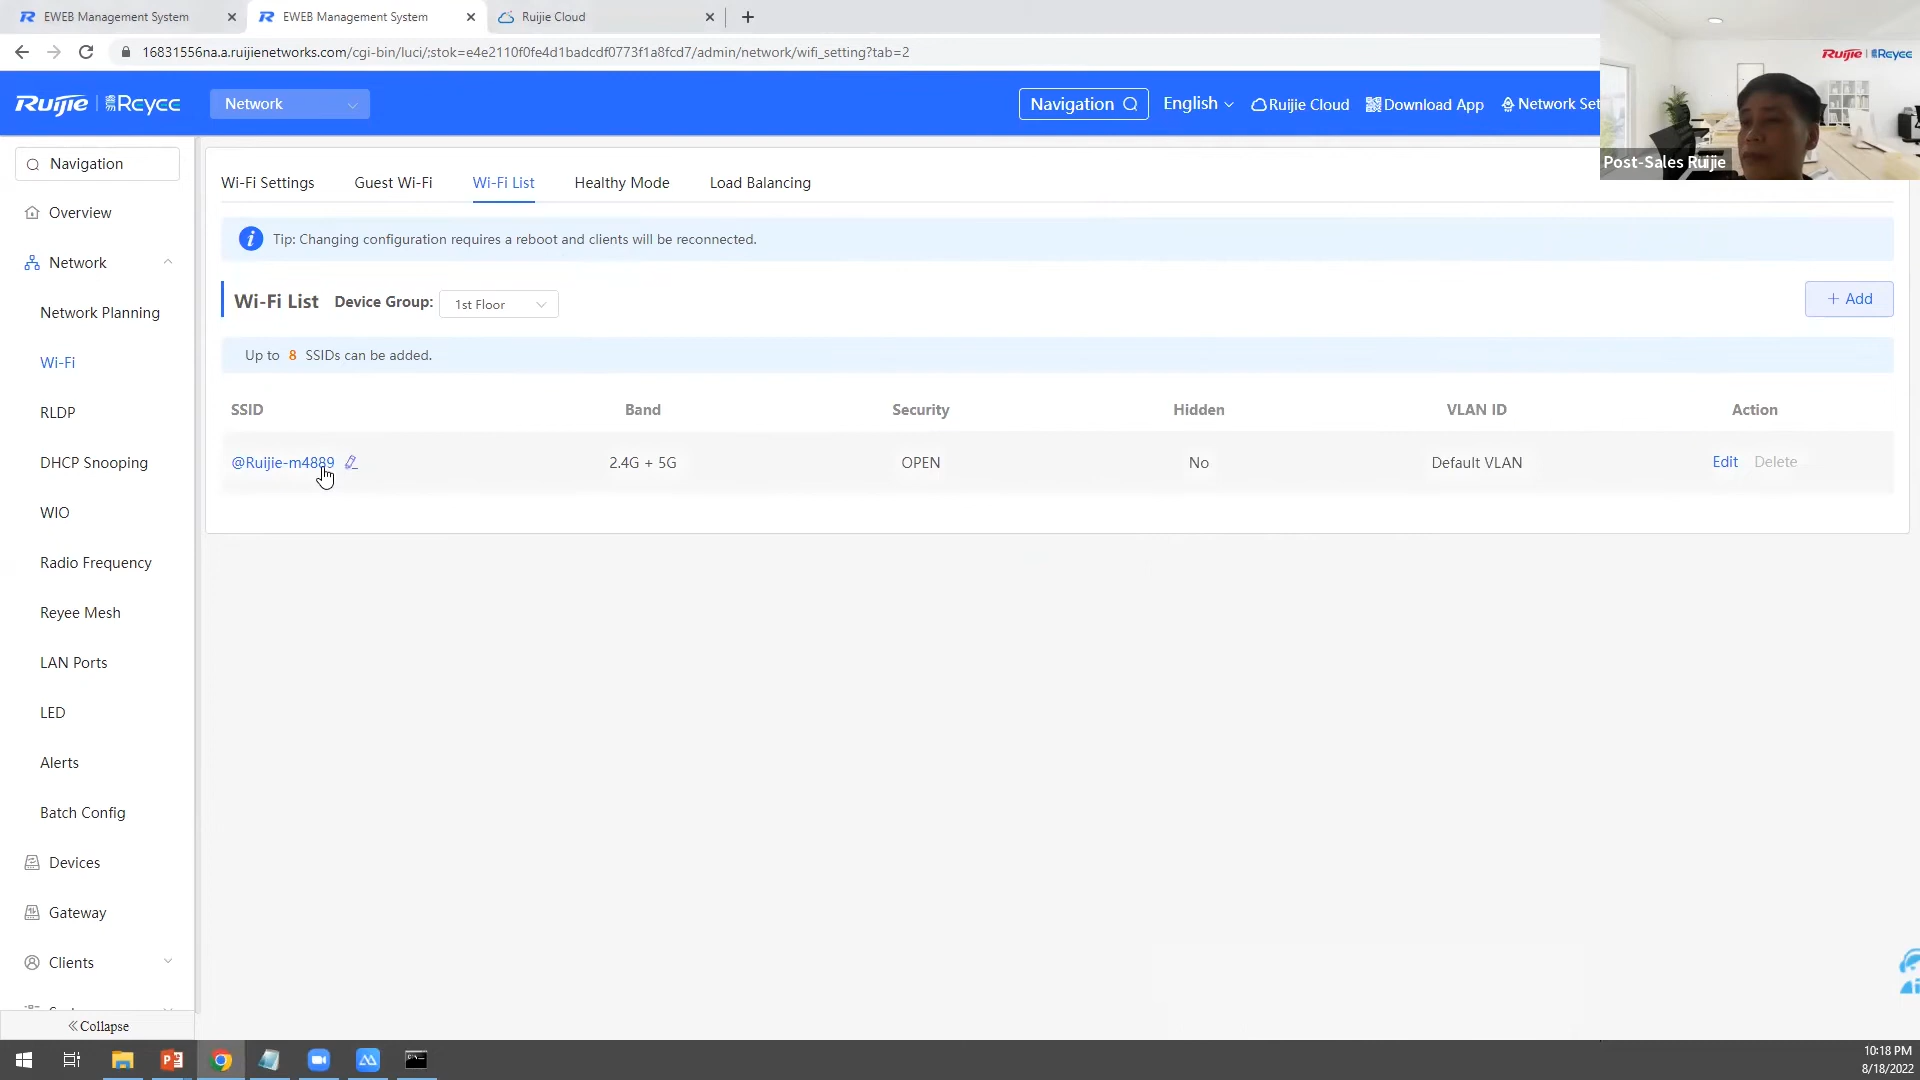 EWEB Management System
EWEB Management System
Ruijie Cloud
16831556na.a.ruijienetworks.com/cgi-bin/luci/;stok=e4e2110f0fe4d1badcdf0773f1a8fcd7/admin/network/wifi_setting?tab=2
Ruijie | Reyee
Network
Navigation
English
Ruijie Cloud
Download App
Network Set
Ruijie | Reyee
Post-Sales Ruijie
Navigation
Overview
Network
Network Planning
Wi-Fi
RLDP
DHCP Snooping
WIO
Radio Frequency
Reyee Mesh
LAN Ports
LED
Alerts
Batch Config
Devices
Gateway
Clients
Collapse
Wi-Fi Settings Guest Wi-Fi Wi-Fi List Healthy Mode Load Balancing
Tip: Changing configuration requires a reboot and clients will be reconnected.
Wi-Fi List Device Group: 1st Floor
+ Add
Up to 8 SSIDs can be added.
SSID Band Security Hidden VLAN ID Action
@Ruijie-m4889 2.4G + 5G OPEN No Default VLAN Edit Delete
10:18 PM
8/18/2022